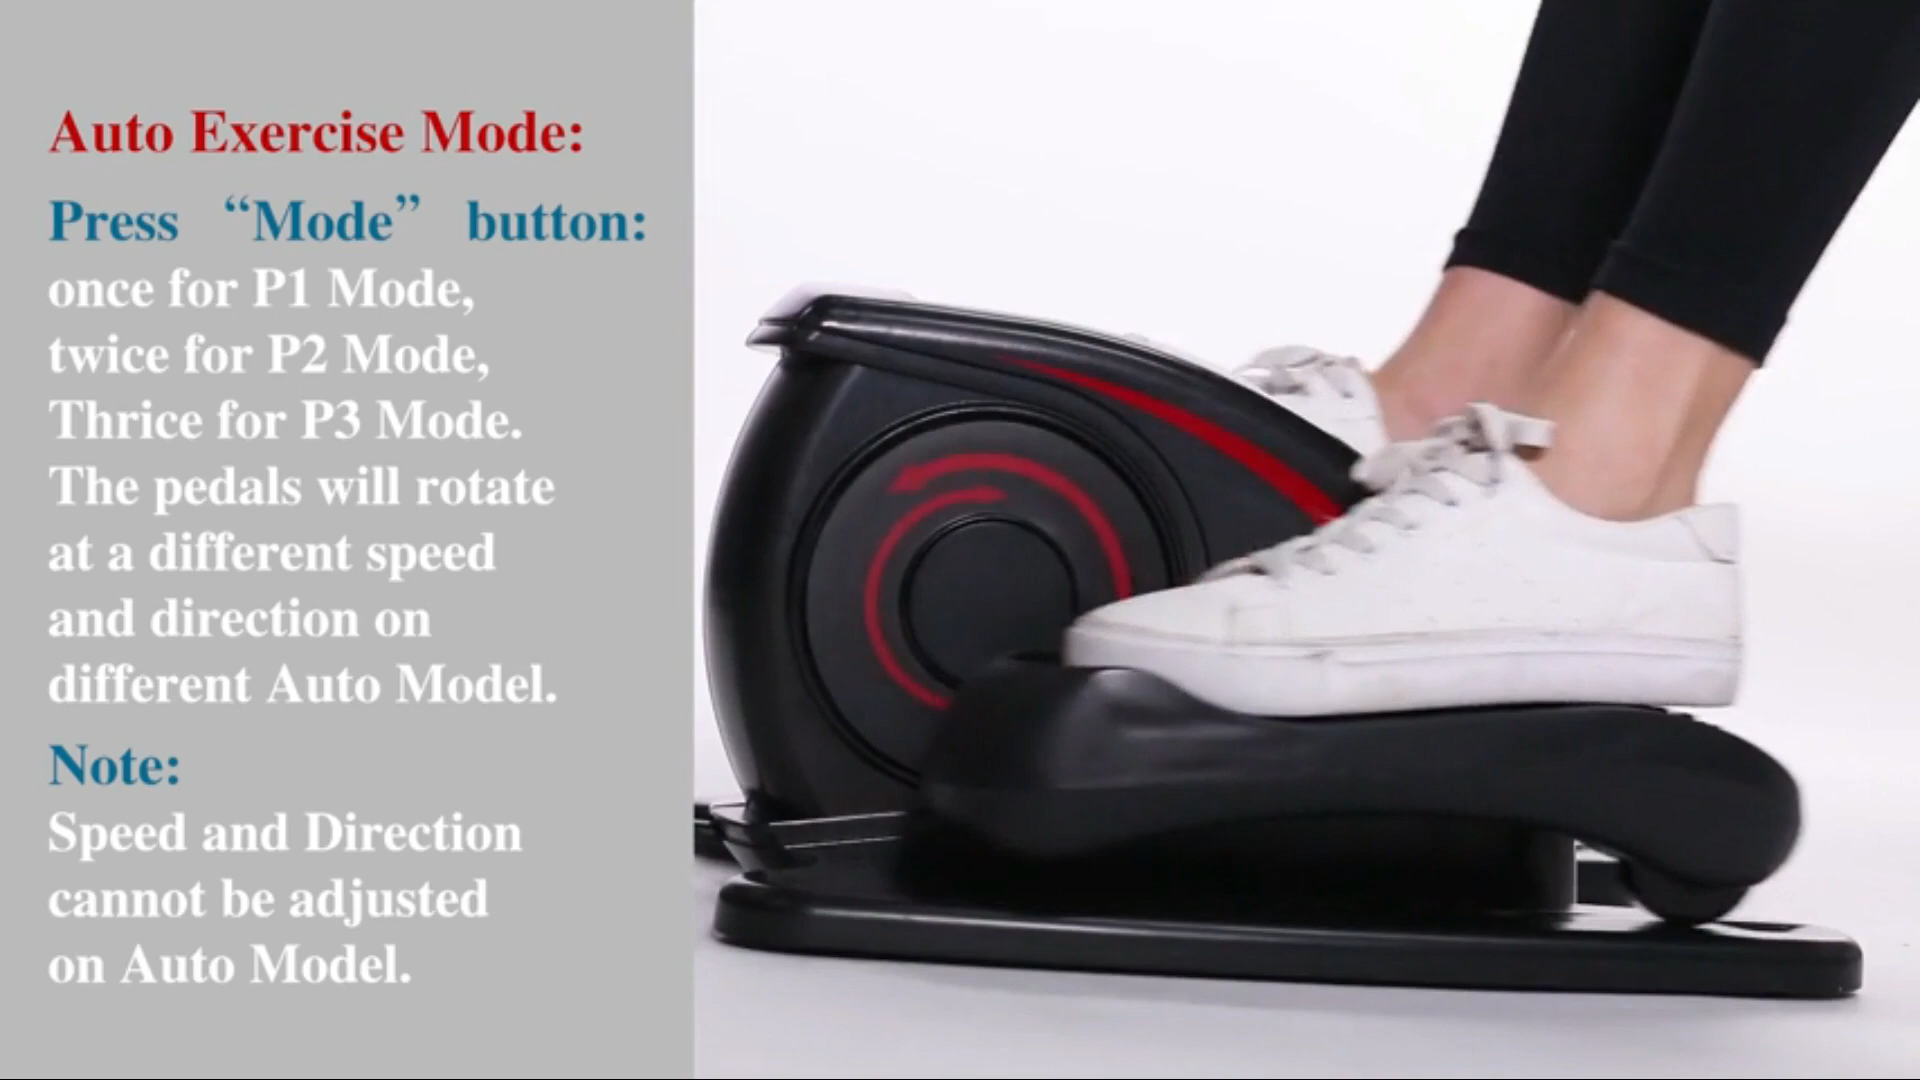 Auto Exercise Mode:
Press “Mode” button:
once for P1 Mode,
twice for P2 Mode,
Thrice for P3 Mode.
The pedals will rotate
at a different speed
and direction on
different Auto Model.
Note:
Speed and Direction
cannot be adjusted
on Auto Model.